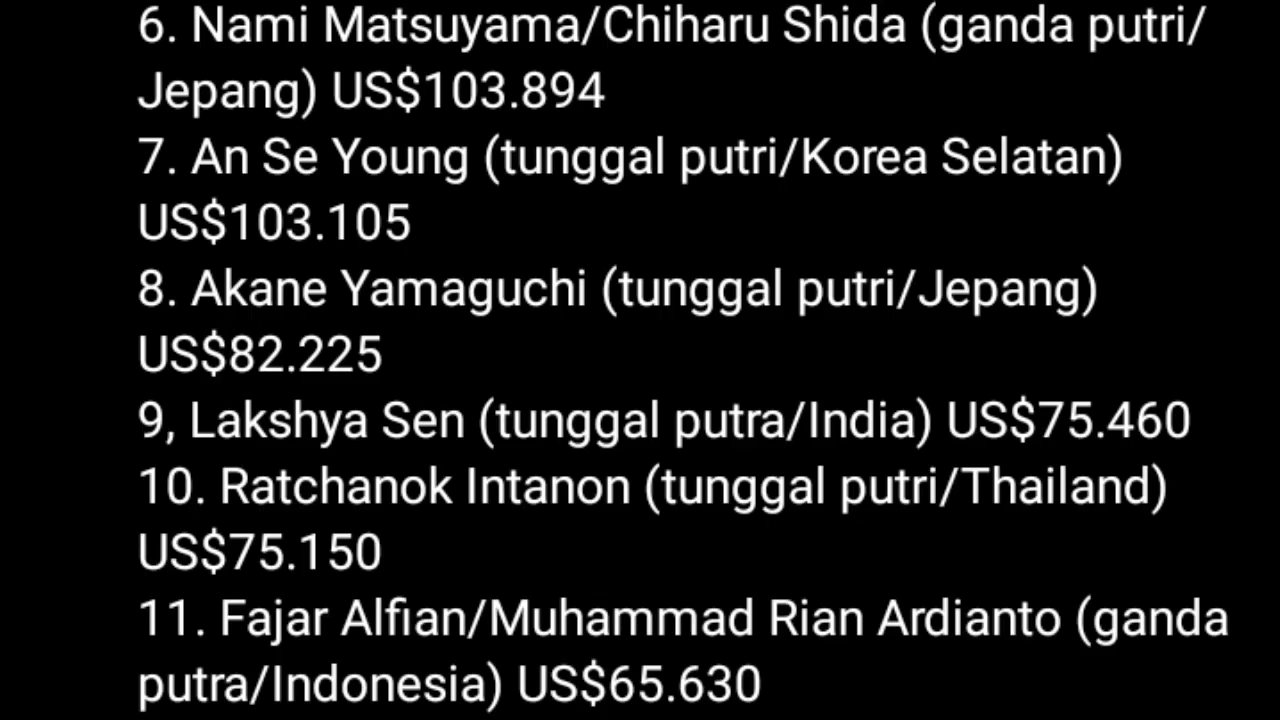 6. Nami Matsuyama/Chiharu Shida (ganda putri/
Jepang) US$103.894
7. An Se Young (tunggal putri/Korea Selatan)
US$103.105
8. Akane Yamaguchi (tunggal putri/Jepang)
US$82.225
9, Lakshya Sen (tunggal putra/India) US$75.460
10. Ratchanok Intanon (tunggal putri/Thailand)
US$75.150
11. Fajar Alfian/Muhammad Rian Ardianto (ganda
putra/Indonesia) US$65.630